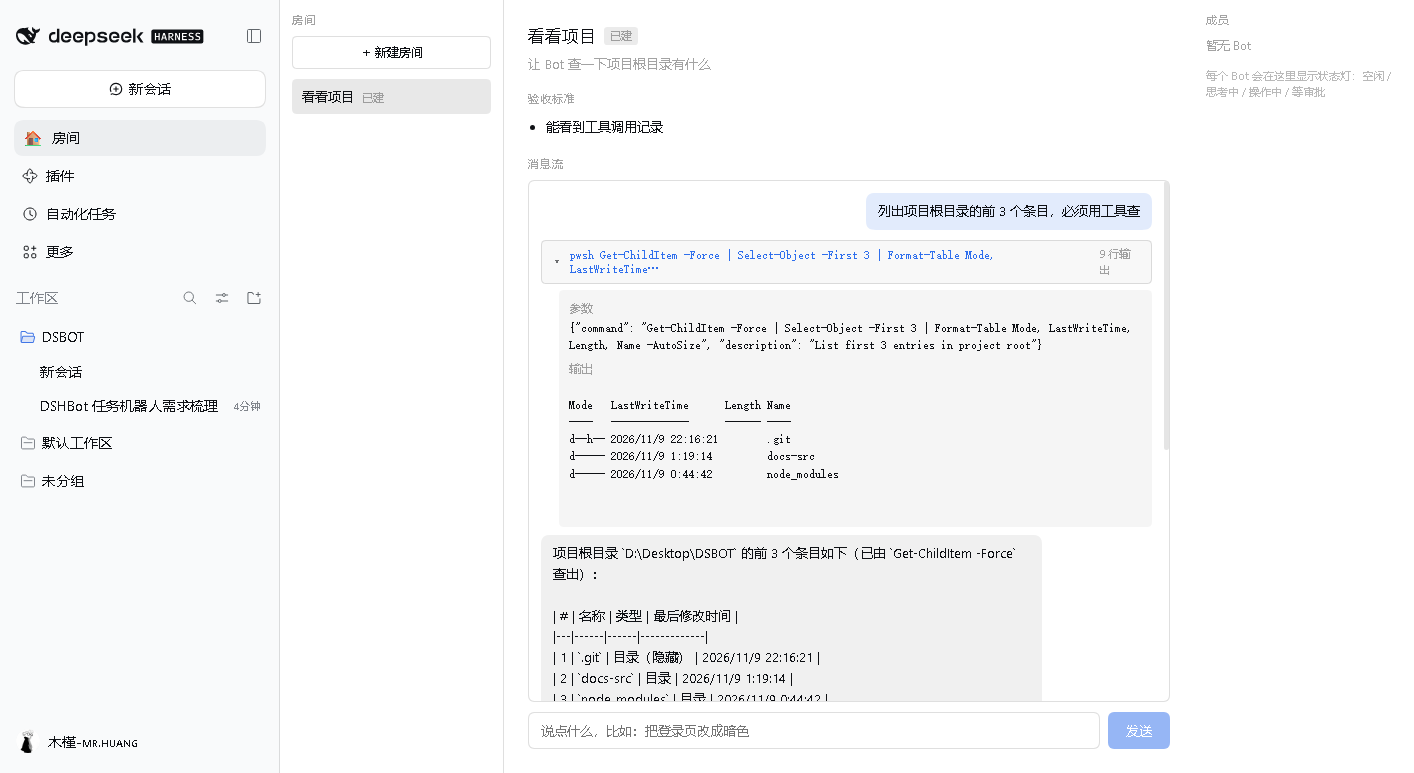 deepseek HARNESS
新会话
房间
插件
自动化任务
更多
工作区
DSBOT
新会话
DSHBot 任务机器人需求梳理 4分钟
默认工作区
未分组
木槿-MR.HUANG
房间
+ 新建房间
看看项目 已建
看看项目 已建
让 Bot 查一下项目根目录有什么
验收标准
• 能看到工具调用记录
消息流
列出项目根目录的前 3 个条目，必须用工具查
pwsh Get-ChildItem -Force | Select-Object -First 3 | Format-Table Mode,
LastWriteTime…
9 行输
出
参数
{"command": "Get-ChildItem -Force | Select-Object -First 3 | Format-Table Mode, LastWriteTime,
Length, Name -AutoSize", "description": "List first 3 entries in project root"}
输出
Mode LastWriteTime Length Name
---- ------------- ------ ----
d--h-- 2026/11/9 22:16:21 .git
d----- 2026/11/9 1:19:14 docs-src
d----- 2026/11/9 0:44:42 node_modules
项目根目录 `D:\Desktop\DSBOT` 的前 3 个条目如下（已由 `Get-ChildItem -Force`
查出）：
| # | 名称 | 类型 | 最后修改时间 |
|---|------|------|-------------|
| 1 | `.git` | 目录（隐藏） | 2026/11/9 22:16:21 |
| 2 | `docs-src` | 目录 | 2026/11/9 1:19:14 |
| 3 | `node_modules` | 目录 | 2026/11/9 0:44:42 |
说点什么，比如：把登录页改成暗色
发送
成员
暂无 Bot
每个 Bot 会在这里显示状态灯：空闲 /
思考中 / 操作中 / 等审批